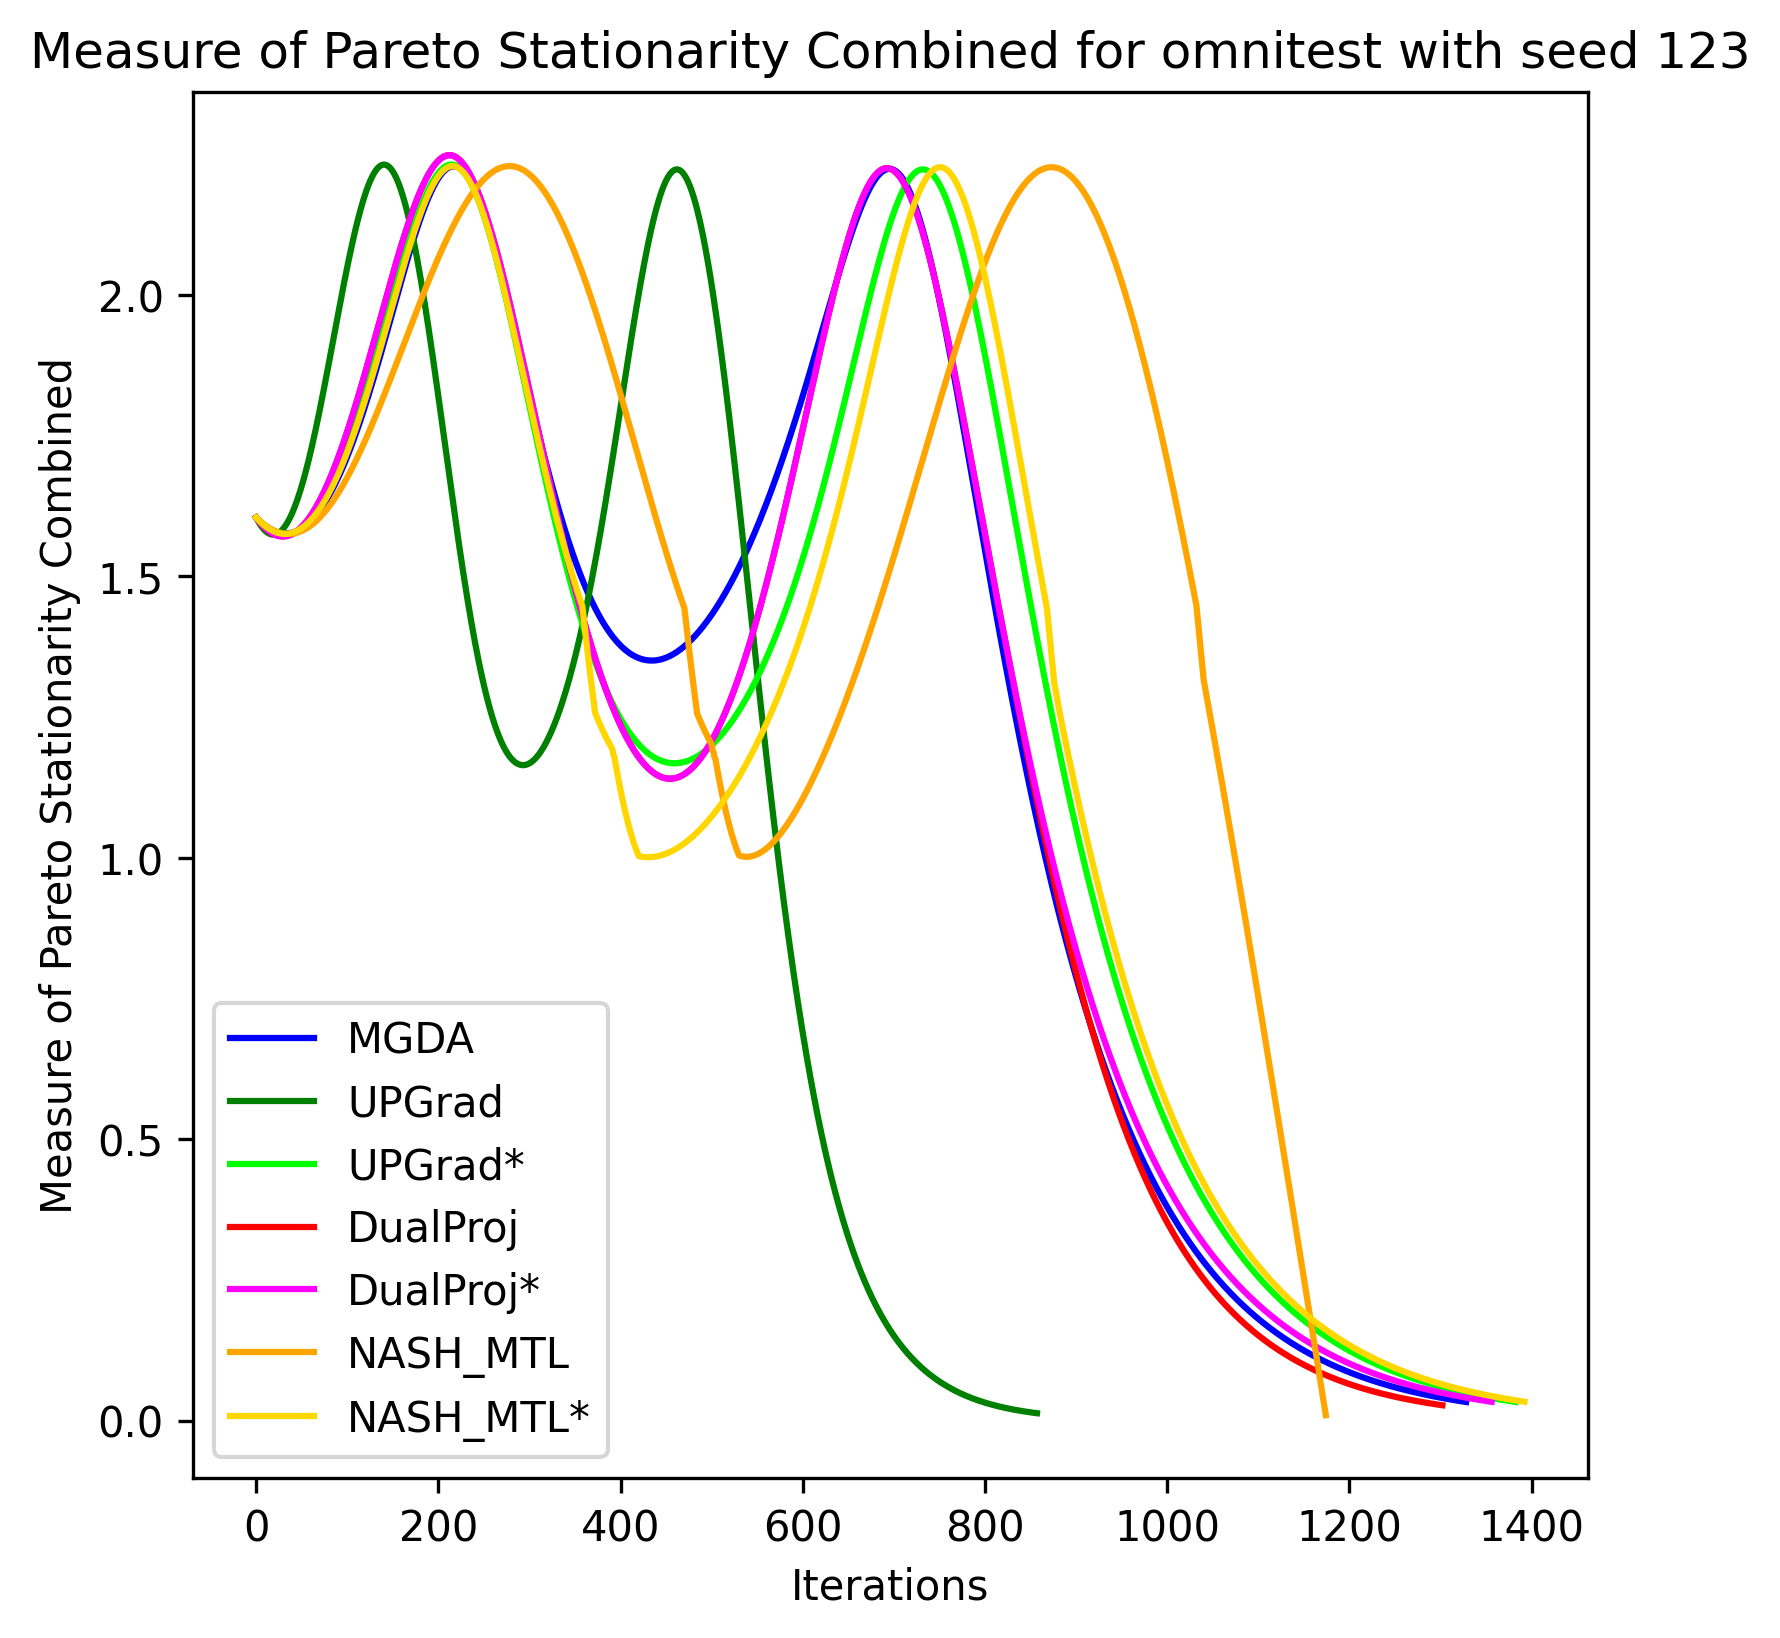 Measure of Pareto Stationarity Combined for omnitest with seed 123
Measure of Pareto Stationarity Combined
2.0
1.5
1.0
0.5
0.0
MGDA
UPGrad
UPGrad*
DualProj
DualProj*
NASH_MTL
NASH_MTL*
0 200 400 600 800 1000 1200 1400
Iterations